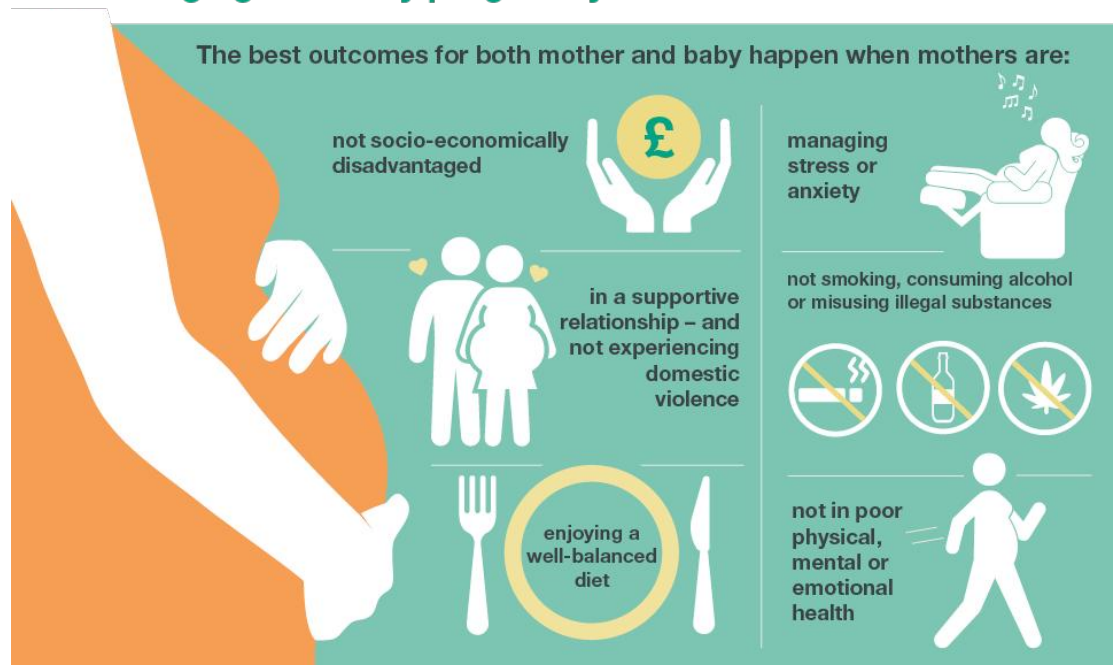 The best outcomes for both mother and baby happen when mothers are:
not socio-economically
disadvantaged
£
in a supportive
relationship – and
not experiencing
domestic
violence
enjoying a
well-balanced
diet
managing
stress or
anxiety
not smoking, consuming alcohol
or misusing illegal substances
not in poor
physical,
mental or
emotional
health